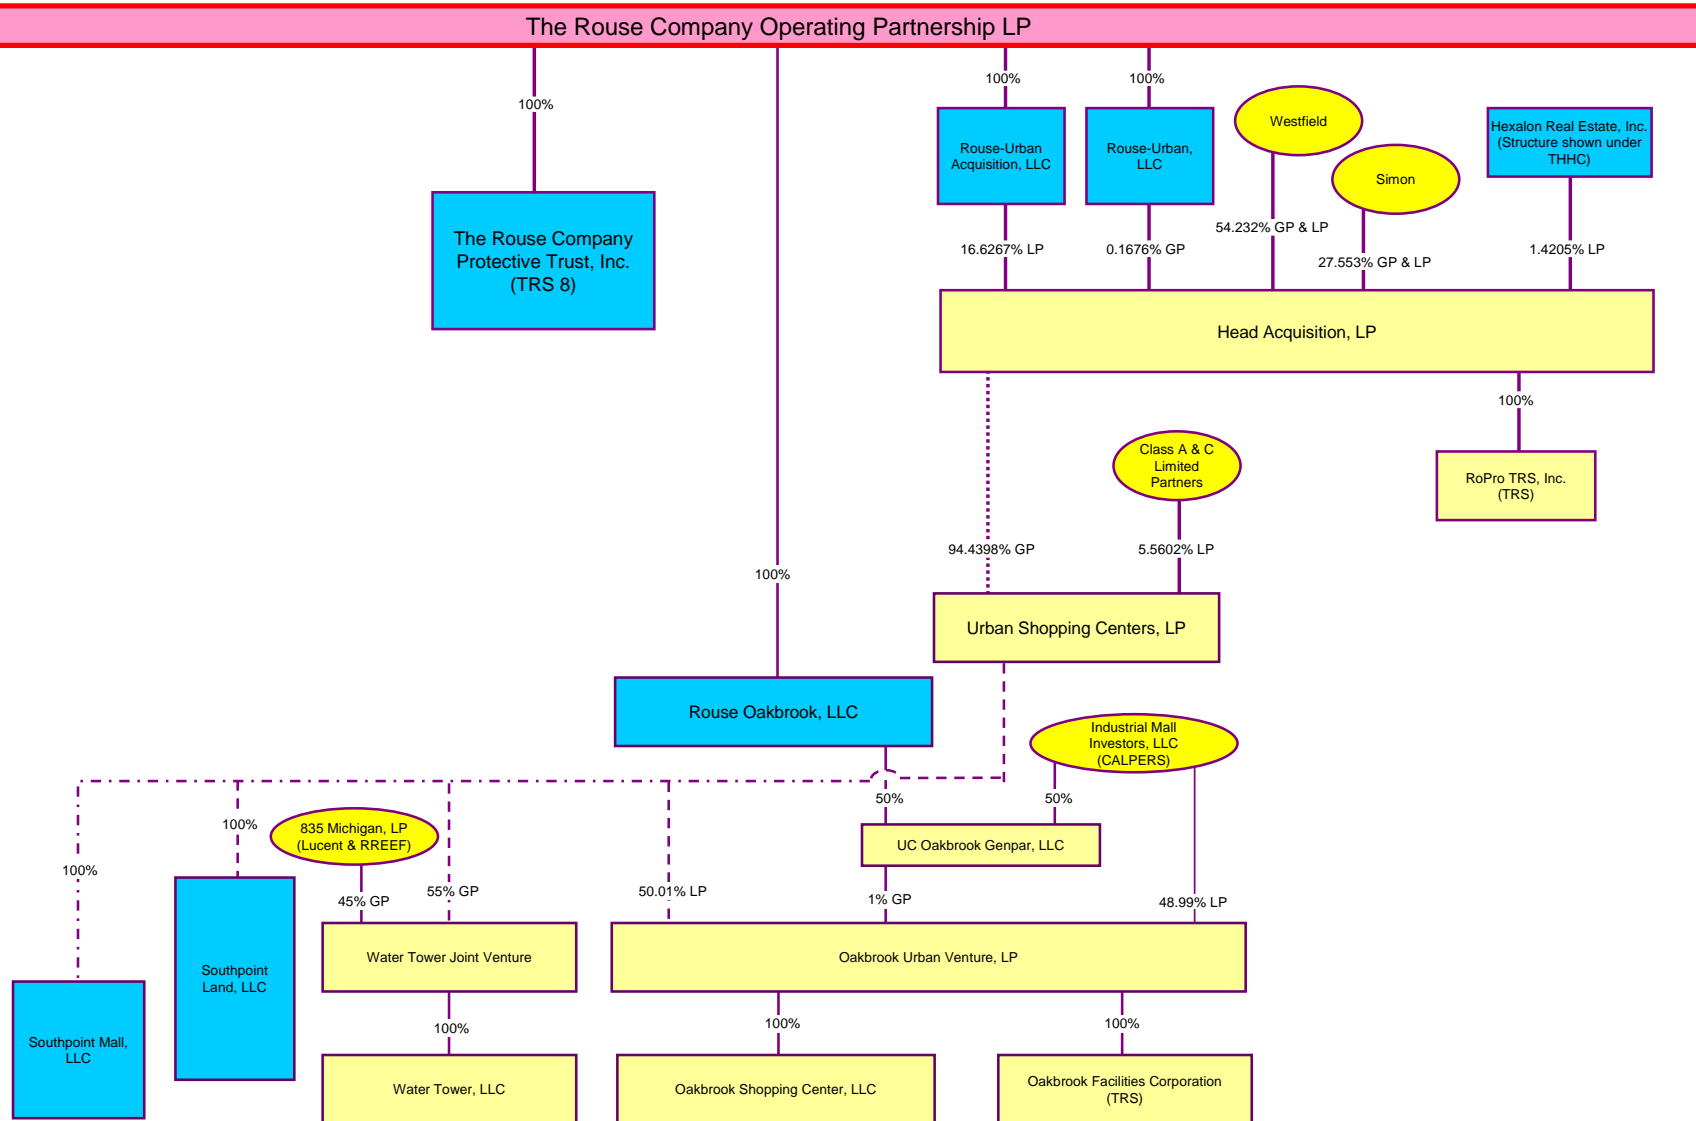 The Rouse Company Operating Partnership LP
100%
100%
100%
Rouse-Urban
Acquisition, LLC
Rouse-Urban,
LLC
Westfield
Simon
Hexalon Real Estate, Inc.
(Structure shown under
THHC)
The Rouse Company
Protective Trust, Inc.
(TRS 8)
16.6267% LP
0.1676% GP
54.232% GP & LP
27.553% GP & LP
1.4205% LP
Head Acquisition, LP
100%
Class A & C
Limited
Partners
RoPro TRS, Inc.
(TRS)
94.4398% GP
5.5602% LP
100%
Urban Shopping Centers, LP
Rouse Oakbrook, LLC
Industrial Mall
Investors, LLC
(CALPERS)
50%
50%
100%
835 Michigan, LP
(Lucent & RREEF)
UC Oakbrook Genpar, LLC
100%
45% GP
55% GP
50.01% LP
1% GP
48.99% LP
Water Tower Joint Venture
Oakbrook Urban Venture, LP
Southpoint
Land, LLC
100%
100%
100%
Southpoint Mall,
LLC
Water Tower, LLC
Oakbrook Shopping Center, LLC
Oakbrook Facilities Corporation
(TRS)